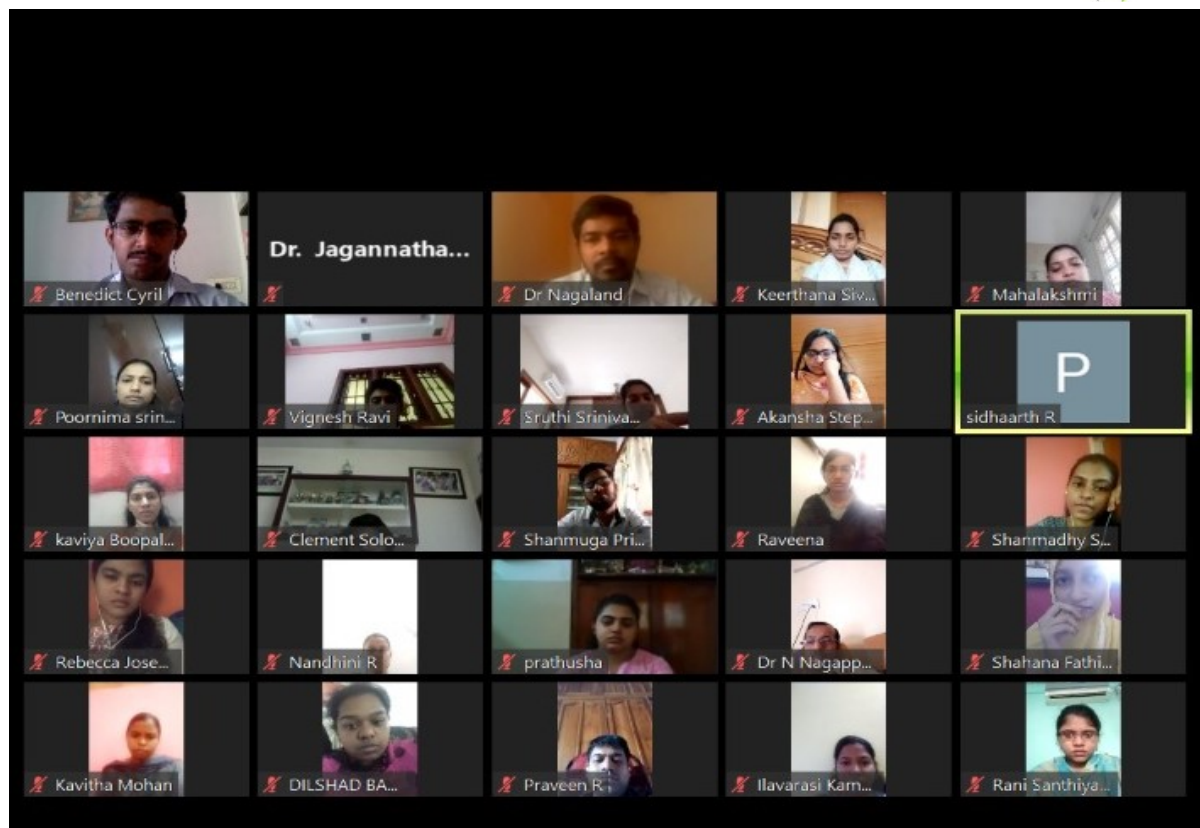 Benedict Cyril
Dr. Jagannatha...
Dr Nagaland
Keerthana Siv...
Mahalakshmi
Poornima srin...
Vignesh Ravi
Sruthi Sriniva...
Akansha Step...
P
sidhaarth R
kaviya Boopal...
Clement Solo...
Shanmuga Pri...
Raveena
Shanmadhy S...
Rebecca Jose...
Nandhini R
prathusha
Dr N Nagapp...
Shahana Fathi...
Kavitha Mohan
DILSHAD BA...
Praveen R
Ilavarasi Kam...
Rani Santhiya...